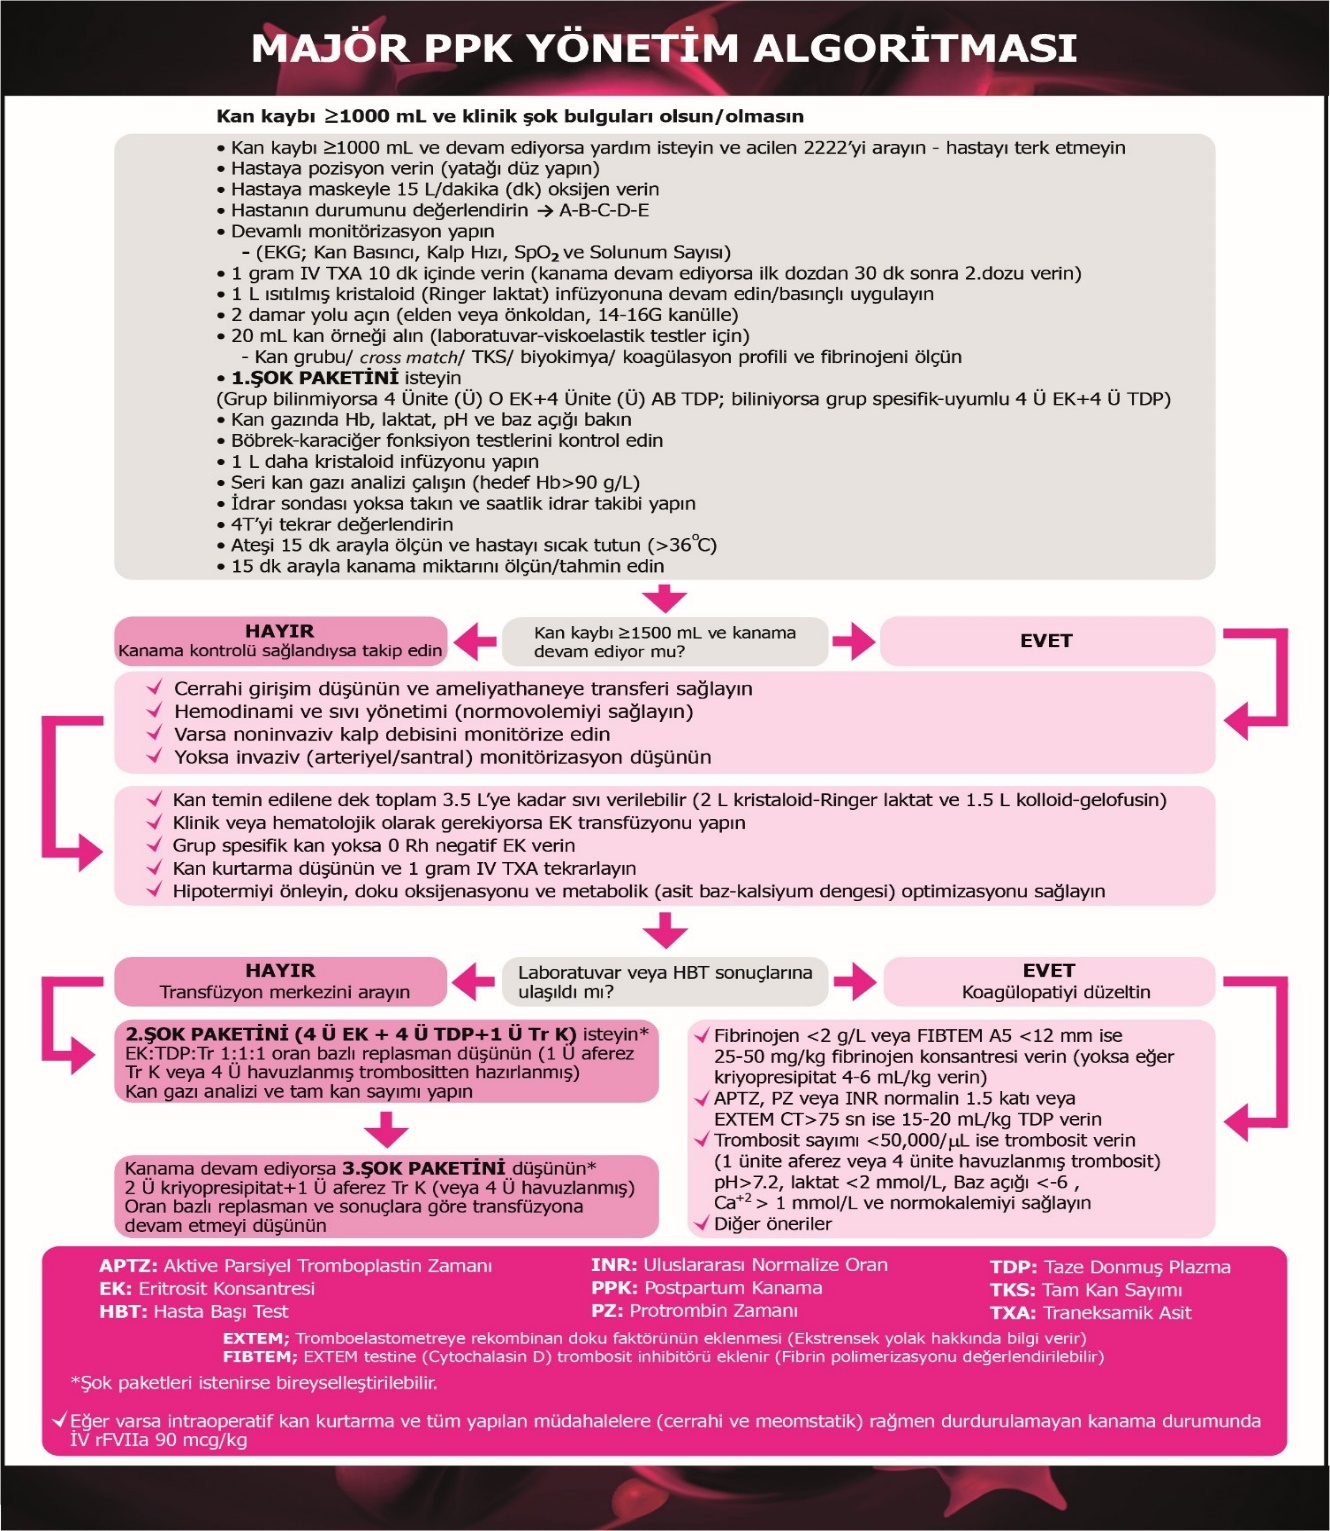 MAJÖR PPK YÖNETİM ALGORİTMASI
Kan kaybı ≥1000 mL ve klinik şok bulguları olsun/olmasın
• Kan kaybı ≥1000 mL ve devam ediyorsa yardım isteyin ve acilen 2222'yi arayın - hastayı terk etmeyin
• Hastaya pozisyon verin (yatağı düz yapın)
• Hastaya maskeyle 15 L/dakika (dk) oksijen verin
• Hastanın durumunu değerlendirin → A-B-C-D-E
• Devamlı monitörizasyon yapın
- (EKG; Kan Basıncı, Kalp Hızı, SpO₂ ve Solunum Sayısı)
• 1 gram IV TXA 10 dk içinde verin (kanama devam ediyorsa ilk dozdan 30 dk sonra 2.dozu verin)
• 1 L ısıtılmış kristaloid (Ringer laktat) infüzyonuna devam edin/basınçlı uygulayın
• 2 damar yolu açın (elden veya önkoldan, 14-16G kanülle)
• 20 mL kan örneği alın (laboratuvar-viskoelastik testler için)
- Kan grubu/ cross match/ TKS/ biyokimya/ koagülasyon profili ve fibrinojeni ölçün
• 1.ŞOK PAKETİNİ isteyin
(Grup bilinmiyorsa 4 Ünite (Ü) O EK+4 Ünite (Ü) AB TDP; biliniyorsa grup spesifik-uyumlu 4 Ü EK+4 Ü TDP)
• Kan gazında Hb, laktat, pH ve baz açığı bakın
• Böbrek-karaciğer fonksiyon testlerini kontrol edin
• 1 L daha kristaloid infüzyonu yapın
• Seri kan gazı analizi çalışın (hedef Hb>90 g/L)
• İdrar sondası yoksa takın ve saatlik idrar takibi yapın
• 4T'yi tekrar değerlendirin
• Ateşi 15 dk arayla ölçün ve hastayı sıcak tutun (>36°C)
• 15 dk arayla kanama miktarını ölçün/tahmin edin
HAYIR
Kanama kontrolü sağlandıysa takip edin
Kan kaybı ≥1500 mL ve kanama
devam ediyor mu?
EVET
✓ Cerrahi girişim düşünün ve ameliyathaneye transferi sağlayın
✓ Hemodinami ve sıvı yönetimi (normovolemiyi sağlayın)
✓ Varsa noninvaziv kalp debisini monitörize edin
✓ Yoksa invaziv (arteriyel/santral) monitörizasyon düşünün
✓ Kan temin edilene dek toplam 3.5 L'ye kadar sıvı verilebilir (2 L kristaloid-Ringer laktat ve 1.5 L kolloid-gelofusin)
✓ Klinik veya hematolojik olarak gerekiyorsa EK transfüzyonu yapın
✓ Grup spesifik kan yoksa 0 Rh negatif EK verin
✓ Kan kurtarma düşünün ve 1 gram IV TXA tekrarlayın
✓ Hipotermiyi önleyin, doku oksijenasyonu ve metabolik (asit baz-kalsiyum dengesi) optimizasyonu sağlayın
HAYIR
Transfüzyon merkezini arayın
Laboratuvar veya HBT sonuçlarına
ulaşıldı mı?
EVET
Koagülopatiyi düzeltin
2.ŞOK PAKETİNİ (4 Ü EK + 4 Ü TDP+1 Ü Tr K) isteyin*
EK:TDP:Tr 1:1:1 oran bazlı replasman düşünün (1 Ü aferez
Tr K veya 4 Ü havuzlanmış trombositten hazırlanmış)
Kan gazı analizi ve tam kan sayımı yapın
Kanama devam ediyorsa 3.ŞOK PAKETİNİ düşünün*
2 Ü kriyopresipitat+1 Ü aferez Tr K (veya 4 Ü havuzlanmış)
Oran bazlı replasman ve sonuçlara göre transfüzyona
devam etmeyi düşünün
✓ Fibrinojen <2 g/L veya FIBTEM A5 <12 mm ise
25-50 mg/kg fibrinojen konsantresi verin (yoksa eğer
kriyopresipitat 4-6 mL/kg verin)
✓ APTZ, PZ veya INR normalin 1.5 katı veya
EXTEM CT>75 sn ise 15-20 mL/kg TDP verin
✓ Trombosit sayımı <50,000/μL ise trombosit verin
(1 ünite aferez veya 4 ünite havuzlanmış trombosit)
pH>7.2, laktat <2 mmol/L, Baz açığı <-6 ,
Ca⁺² > 1 mmol/L ve normokalemiyi sağlayın
✓ Diğer öneriler
APTZ: Aktive Parsiyel Tromboplastin Zamanı
EK: Eritrosit Konsantresi
HBT: Hasta Başı Test
INR: Uluslararası Normalize Oran
PPK: Postpartum Kanama
PZ: Protrombin Zamanı
TDP: Taze Donmuş Plazma
TKS: Tam Kan Sayımı
TXA: Traneksamik Asit
EXTEM; Tromboelastometreye rekombinan doku faktörünün eklenmesi (Ekstrensek yolak hakkında bilgi verir)
FIBTEM; EXTEM testine (Cytochalasin D) trombosit inhibitörü eklenir (Fibrin polimerizasyonu değerlendirilebilir)
*Şok paketleri istenirse bireyselleştirilebilir.
✓ Eğer varsa intraoperatif kan kurtarma ve tüm yapılan müdahalelere (cerrahi ve meomstatik) rağmen durdurulamayan kanama durumunda
İV rFVIIa 90 mcg/kg